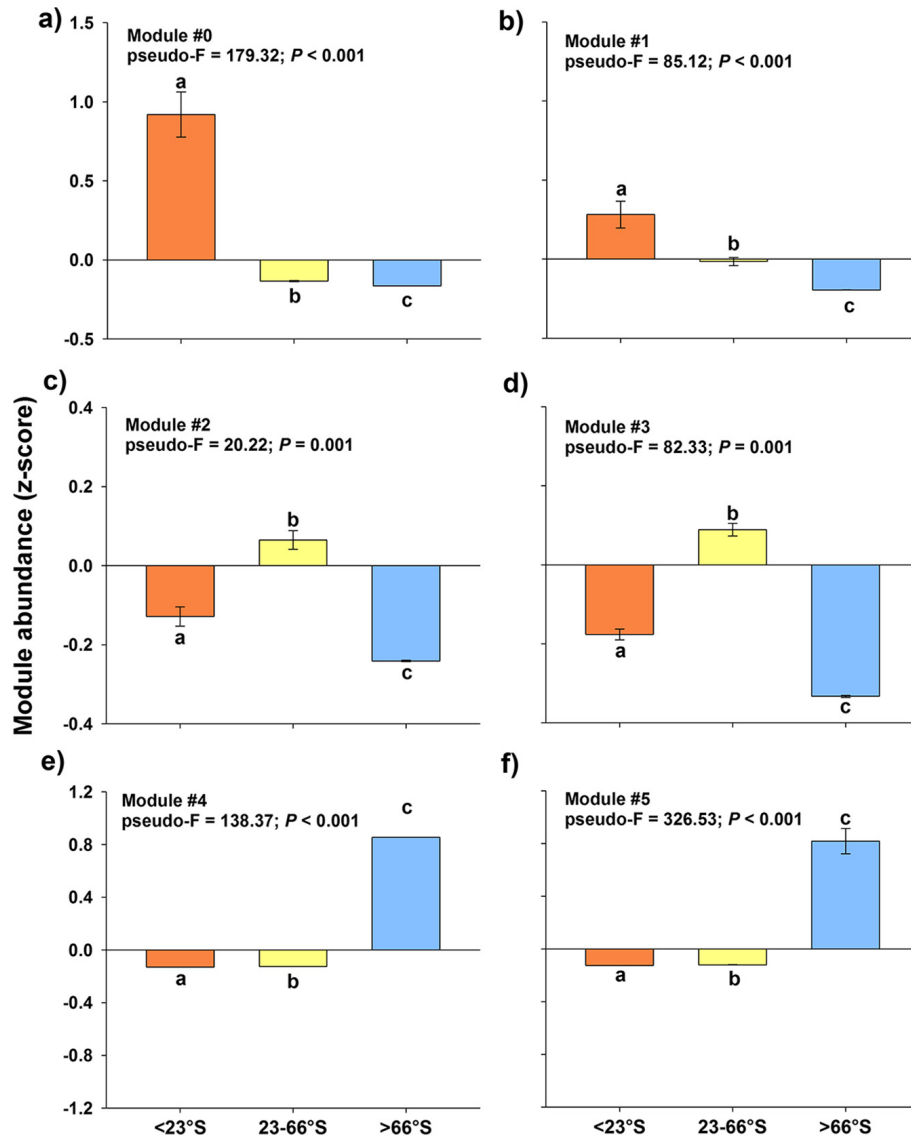 a)
Module #0
pseudo-F = 179.32; P < 0.001
1.5
1.0
0.5
0.0
-0.5
a
b
c
b)
Module #1
pseudo-F = 85.12; P < 0.001
a
b
c
Module abundance (z-score)
c)
Module #2
pseudo-F = 20.22; P = 0.001
0.4
0.2
0.0
-0.2
-0.4
a
b
c
d)
Module #3
pseudo-F = 82.33; P = 0.001
a
b
c
e)
Module #4
pseudo-F = 138.37; P < 0.001
1.2
0.8
0.4
0.0
-0.4
-0.8
-1.2
a
b
c
<23°S 23-66°S >66°S
f)
Module #5
pseudo-F = 326.53; P < 0.001
a
b
c
<23°S 23-66°S >66°S